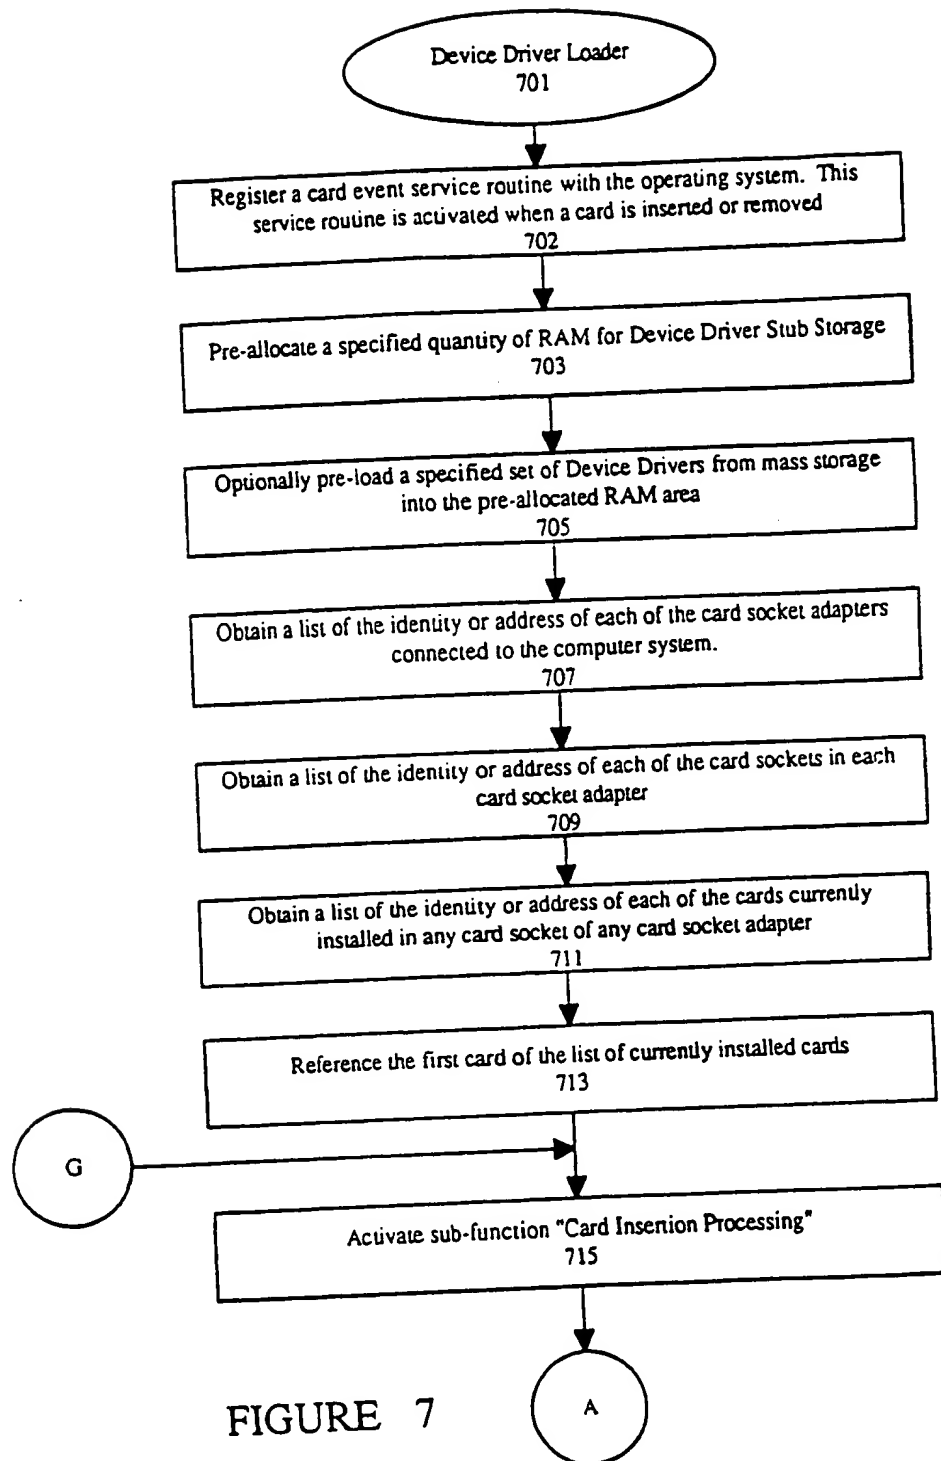 Device Driver Loader
701
Register a card event service routine with the operating system. This
service routine is activated when a card is inserted or removed
702
Pre-allocate a specified quantity of RAM for Device Driver Stub Storage
703
Optionally pre-load a specified set of Device Drivers from mass storage
into the pre-allocated RAM area
705
Obtain a list of the identity or address of each of the card socket adapters
connected to the computer system.
707
Obtain a list of the identity or address of each of the card sockets in each
card socket adapter
709
Obtain a list of the identity or address of each of the cards currently
installed in any card socket of any card socket adapter
711
Reference the first card of the list of currently installed cards
713
G
Activate sub-function "Card Insertion Processing"
715
A
FIGURE 7